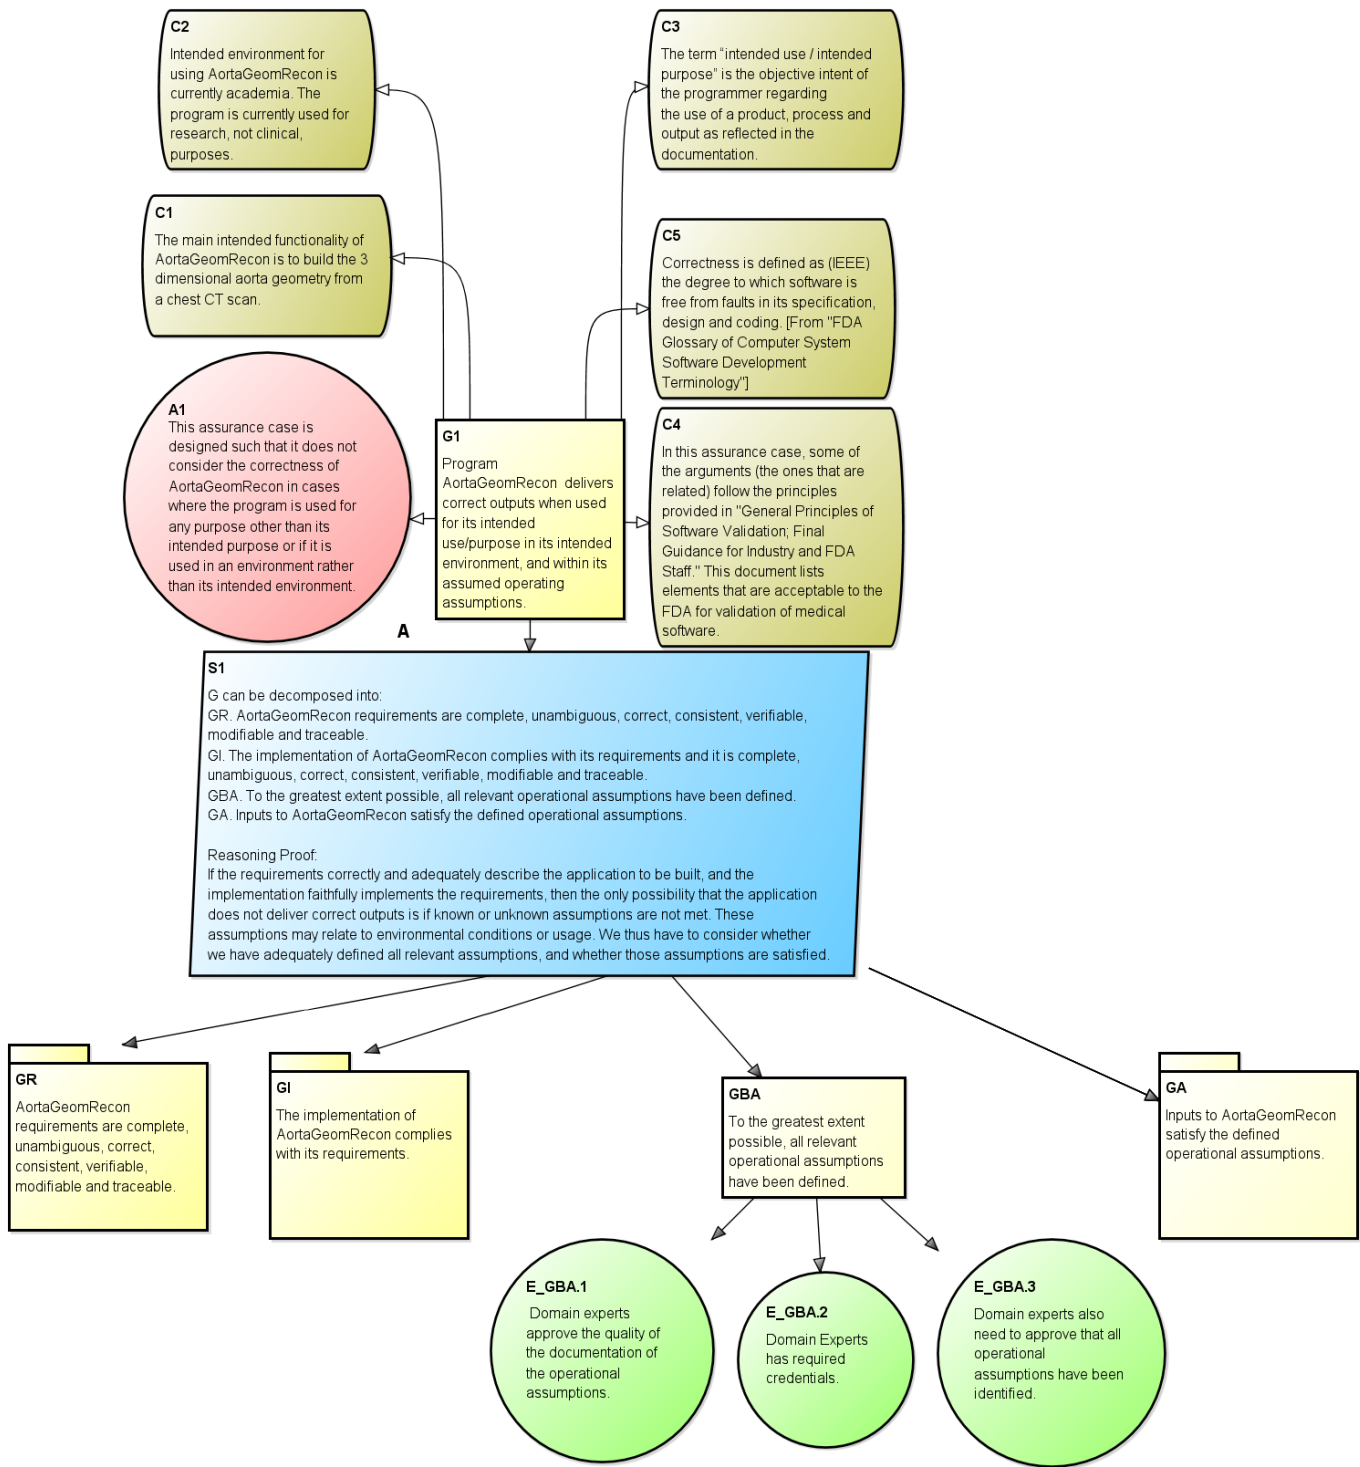 C2
Intended environment for
using AortaGeomRecon is
currently academia. The
program is currently used for
research, not clinical,
purposes.
C3
The term “intended use / intended
purpose” is the objective intent of
the programmer regarding
the use of a product, process and
output as reflected in the
documentation.
C1
The main intended functionality of
AortaGeomRecon is to build the 3
dimensional aorta geometry from
a chest CT scan.
C5
Correctness is defined as (IEEE)
the degree to which software is
free from faults in its specification,
design and coding. [From "FDA
Glossary of Computer System
Software Development
Terminology"]
A1
This assurance case is
designed such that it does not
consider the correctness of
AortaGeomRecon in cases
where the program is used for
any purpose other than its
intended purpose or if it is
used in an environment rather
than its intended environment.
A
G1
Program
AortaGeomRecon delivers
correct outputs when used
for its intended
use/purpose in its intended
environment, and within its
assumed operating
assumptions.
C4
In this assurance case, some of
the arguments (the ones that are
related) follow the principles
provided in "General Principles of
Software Validation; Final
Guidance for Industry and FDA
Staff." This document lists
elements that are acceptable to the
FDA for validation of medical
software.
S1
G can be decomposed into:
GR. AortaGeomRecon requirements are complete, unambiguous, correct, consistent, verifiable,
modifiable and traceable.
GI. The implementation of AortaGeomRecon complies with its requirements and it is complete,
unambiguous, correct, consistent, verifiable, modifiable and traceable.
GBA. To the greatest extent possible, all relevant operational assumptions have been defined.
GA. Inputs to AortaGeomRecon satisfy the defined operational assumptions.
Reasoning Proof:
If the requirements correctly and adequately describe the application to be built, and the
implementation faithfully implements the requirements, then the only possibility that the application
does not deliver correct outputs is if known or unknown assumptions are not met. These
assumptions may relate to environmental conditions or usage. We thus have to consider whether
we have adequately defined all relevant assumptions, and whether those assumptions are satisfied.
GR
AortaGeomRecon
requirements are complete,
unambiguous, correct,
consistent, verifiable,
modifiable and traceable.
GI
The implementation of
AortaGeomRecon complies
with its requirements.
GBA
To the greatest extent
possible, all relevant
operational assumptions
have been defined.
GA
Inputs to AortaGeomRecon
satisfy the defined
operational assumptions.
E_GBA.1
Domain experts
approve the quality of
the documentation of
the operational
assumptions.
E_GBA.2
Domain Experts
has required
credentials.
E_GBA.3
Domain experts also
need to approve that all
operational
assumptions have been
identified.